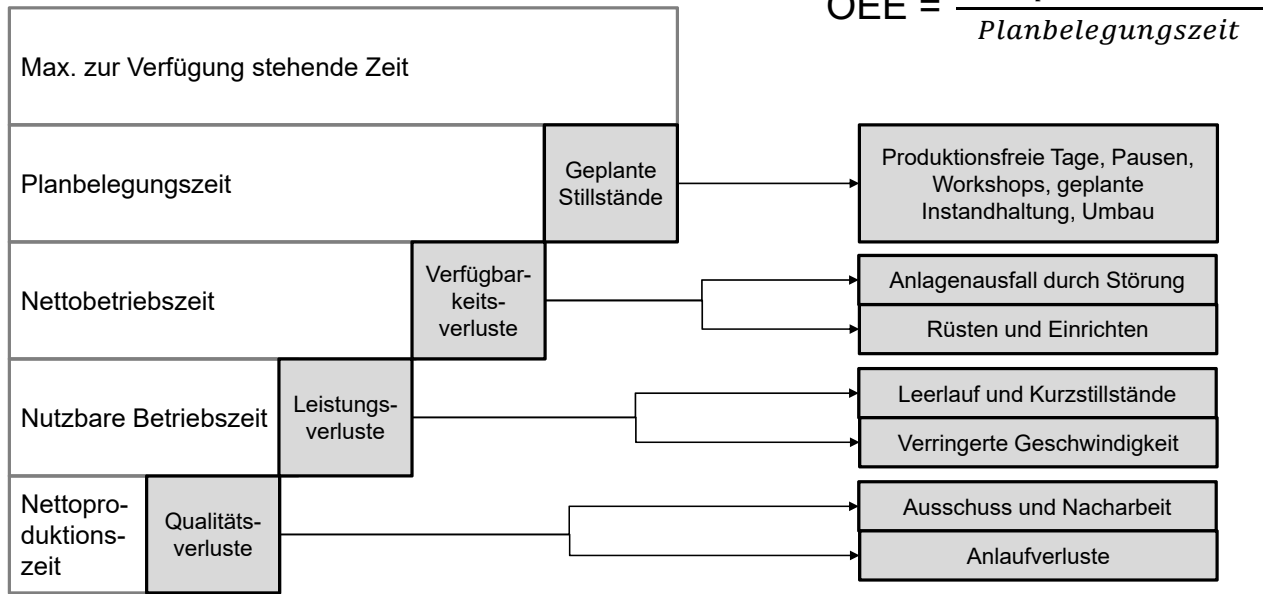 OEE =
Planbelegungszeit
Max. zur Verfügung stehende Zeit
Planbelegungszeit
Geplante
Stillstände
Produktionsfreie Tage, Pausen,
Workshops, geplante
Instandhaltung, Umbau
Nettobetriebszeit
Verfügbar-
keits-
verluste
Anlagenausfall durch Störung
Rüsten und Einrichten
Nutzbare Betriebszeit
Leistungs-
verluste
Leerlauf und Kurzstillstände
Verringerte Geschwindigkeit
Nettopro-
duktions-
zeit
Qualitäts-
verluste
Ausschuss und Nacharbeit
Anlaufverluste